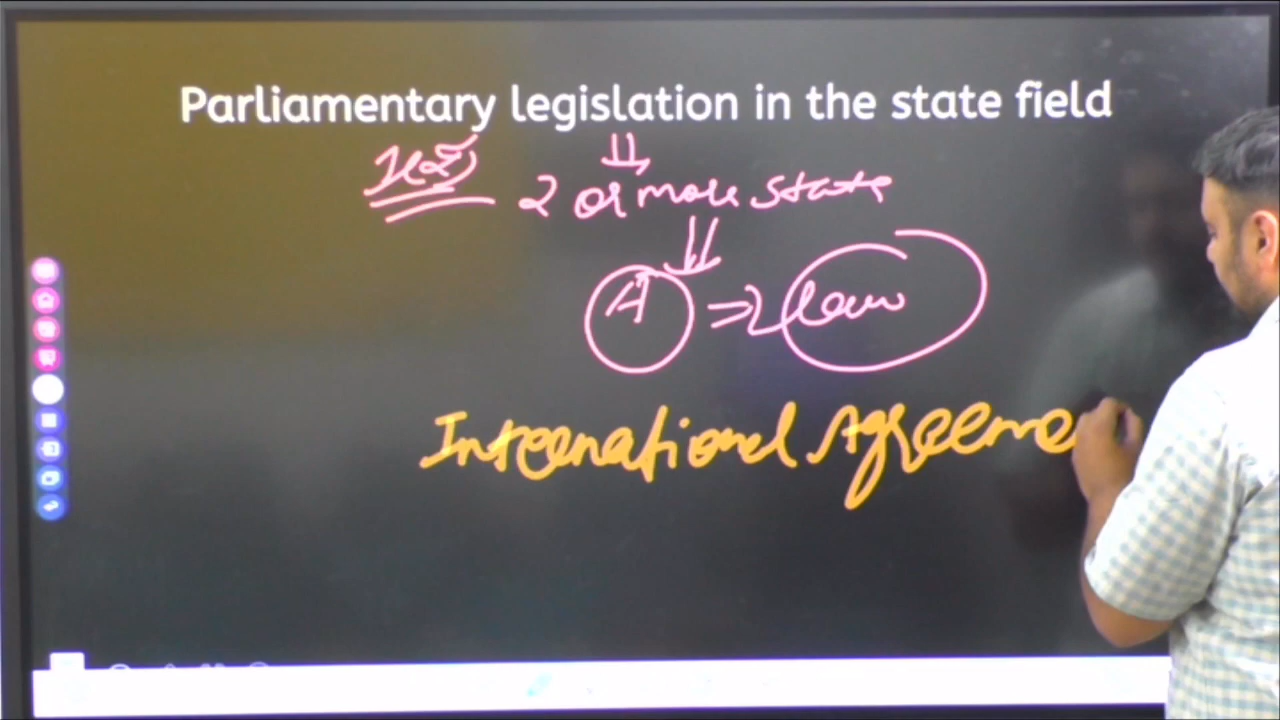 Parliamentary legislation in the state field
2 or more state
A ⇒ law
International Agreeme